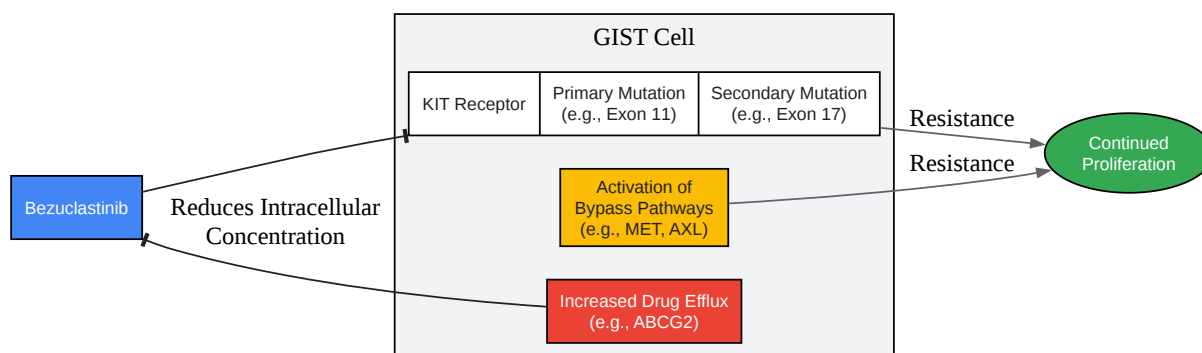 GIST Cell
KIT Receptor
Primary Mutation
(e.g., Exon 11)
Secondary Mutation
(e.g., Exon 17)
Resistance
Continued
Proliferation
Resistance
Activation of
Bypass Pathways
(e.g., MET, AXL)
Bezuclastinib
Reduces Intracellular
Concentration
Increased Drug Efflux
(e.g., ABCG2)